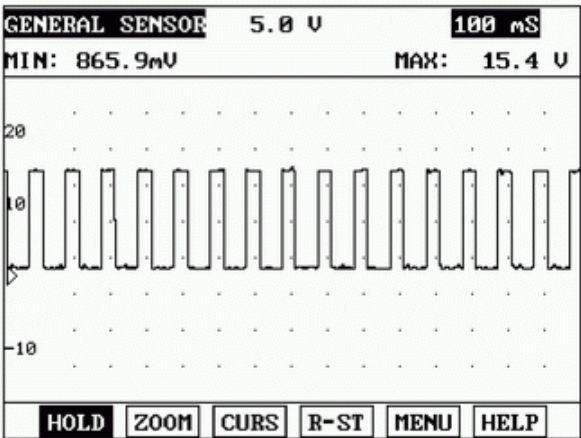 GENERAL SENSOR 5.0 V 100 mS
MIN: 865.9mV MAX: 15.4 V
20
10
-10
HOLD ZOOM CURS R-ST MENU HELP